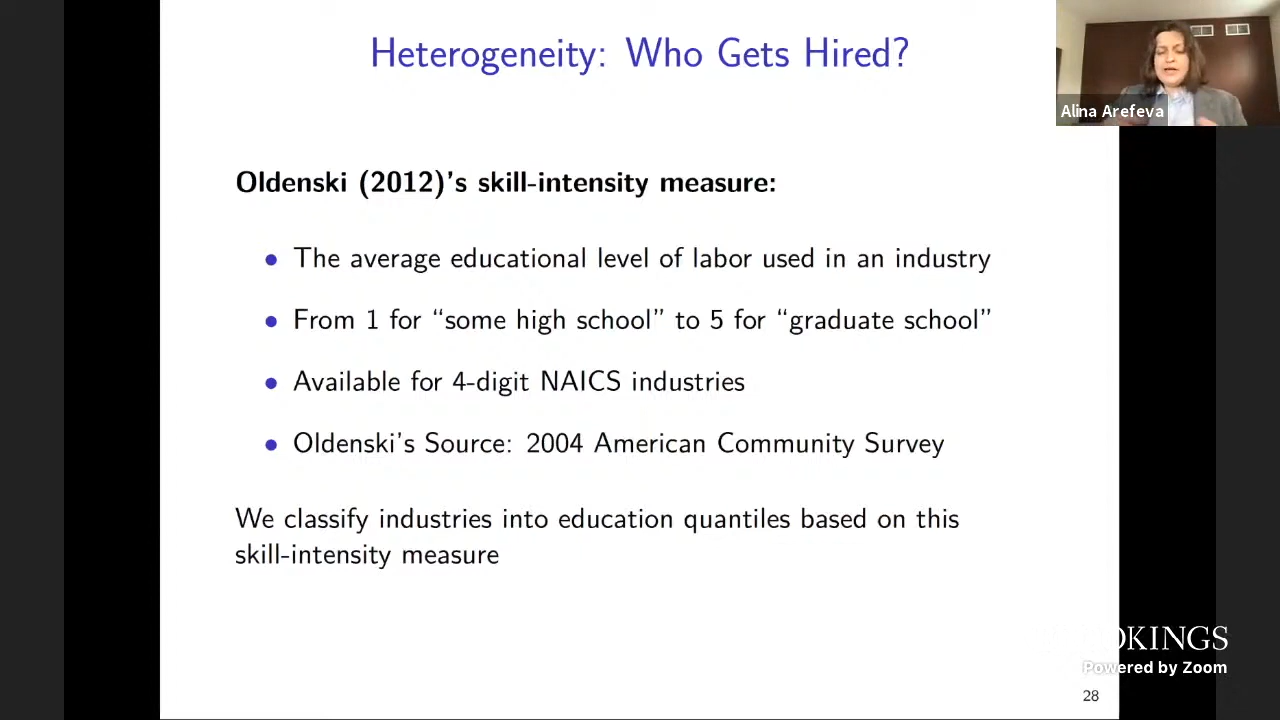 Heterogeneity: Who Gets Hired?
Alina Arefeva
Oldenski (2012)'s skill-intensity measure:
• The average educational level of labor used in an industry
• From 1 for “some high school” to 5 for “graduate school”
• Available for 4-digit NAICS industries
• Oldenski's Source: 2004 American Community Survey
We classify industries into education quantiles based on this
skill-intensity measure
OKINGS
Powered by Zoom
28